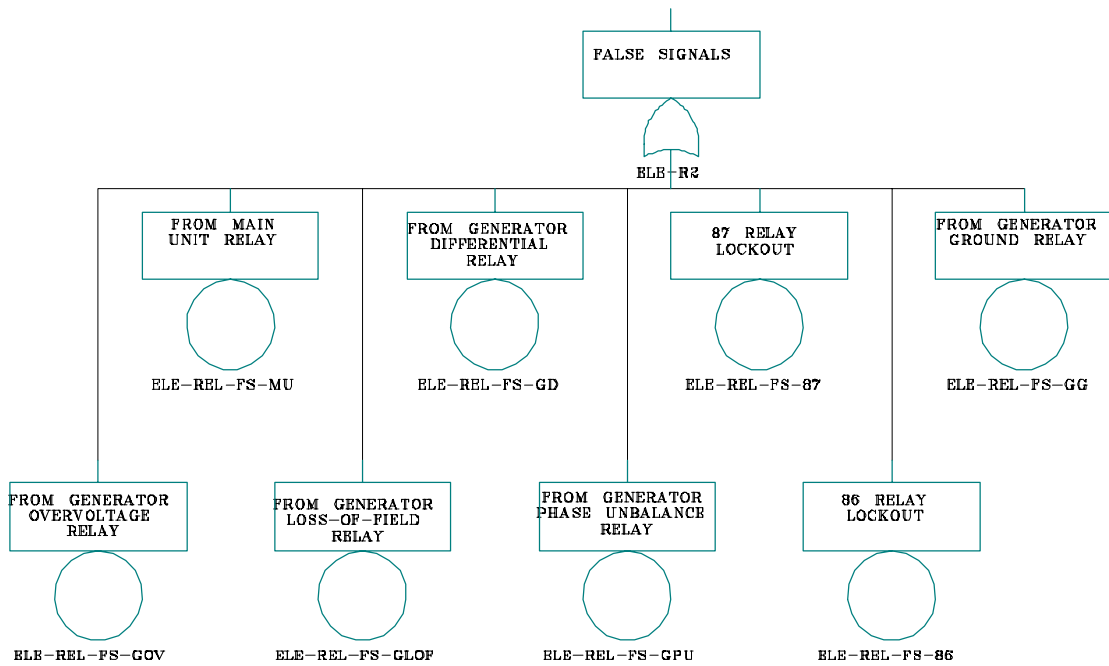 FALSE SIGNALS
ELE-R2
FROM MAIN
UNIT RELAY
FROM GENERATOR
DIFFERENTIAL
RELAY
87 RELAY
LOCKOUT
FROM GENERATOR
GROUND RELAY
ELE-REL-FS-MU
ELE-REL-FS-GD
ELE-REL-FS-87
ELE-REL-FS-GG
FROM GENERATOR
OVERVOLTAGE
RELAY
FROM GENERATOR
LOSS-OF-FIELD
RELAY
FROM GENERATOR
PHASE UNBALANCE
RELAY
86 RELAY
LOCKOUT
ELE-REL-FS-GOV
ELE-REL-FS-GLOF
ELE-REL-FS-GPU
ELE-REL-FS-86